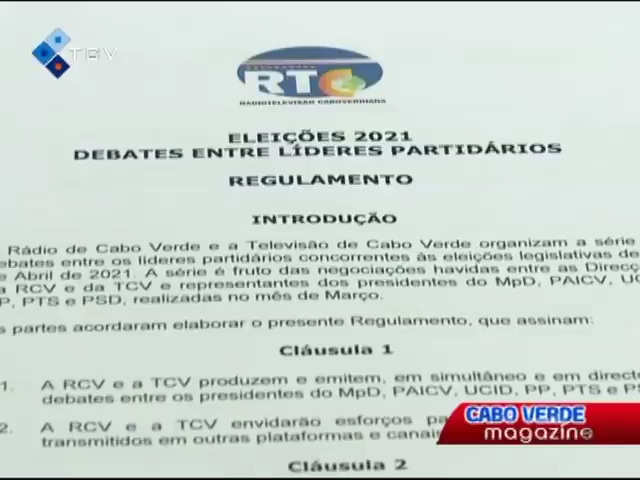 TCV
RTC
RADIOTELEVISÃO CABOVERDIANA
ELEIÇÕES 2021
DEBATES ENTRE LÍDERES PARTIDÁRIOS
REGULAMENTO
INTRODUÇÃO
Rádio de Cabo Verde e a Televisão de Cabo Verde organizam a série
ebates entre os líderes partidários concorrentes às eleições legislativas de
e Abril de 2021. A série é fruto das negociações havidas entre as Direcç
a RCV e da TCV e representantes dos presidentes do MpD, PAICV, UC
P, PTS e PSD, realizadas no mês de Março.
s partes acordaram elaborar o presente Regulamento, que assinam:
Cláusula 1
1. A RCV e a TCV produzem e emitem, em simultâneo e em direct
debates entre os presidentes do MpD, PAICV, UCID, PP, PTS e PS
2. A RCV e a TCV envidarão esforços pa
transmitidos em outras plataformas e canais
Cláusula 2
CABO VERDE
magazine